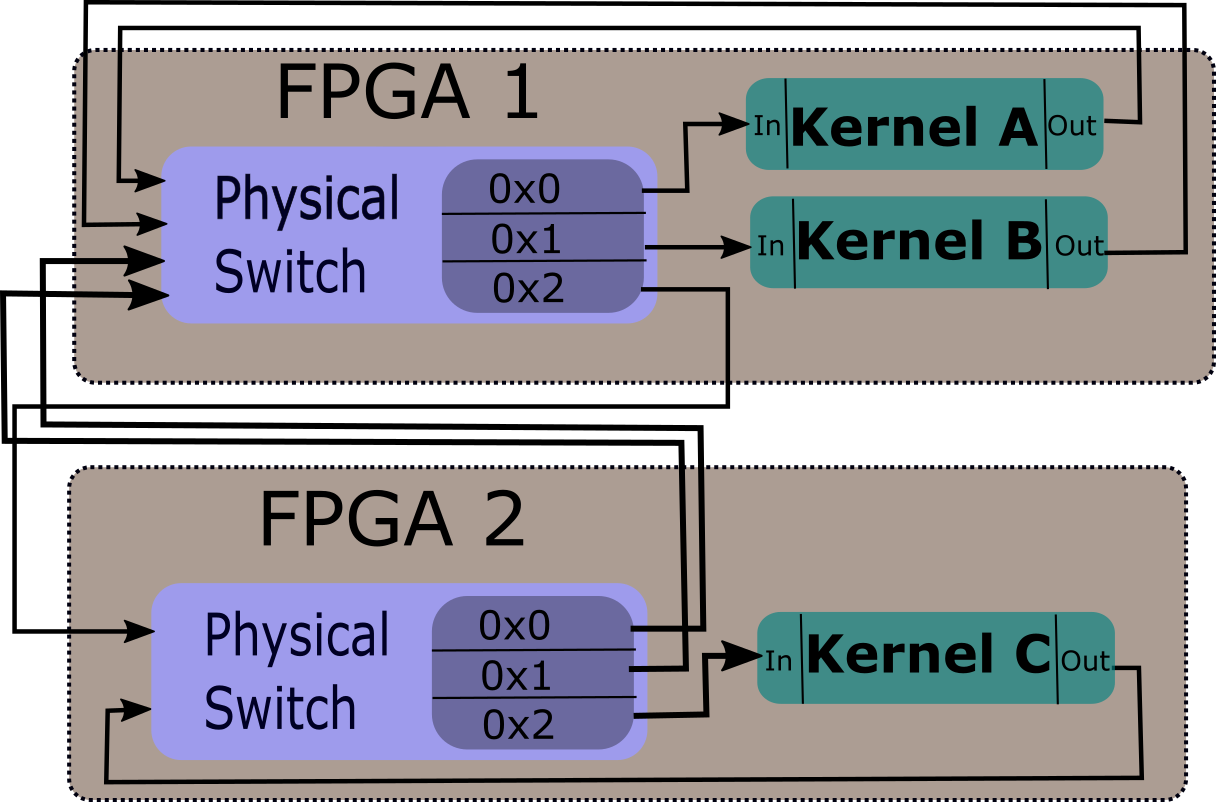 FPGA 1
Physical
Switch
0x0
0x1
0x2
In Kernel A Out
In Kernel B Out
FPGA 2
Physical
Switch
0x0
0x1
0x2
In Kernel C Out